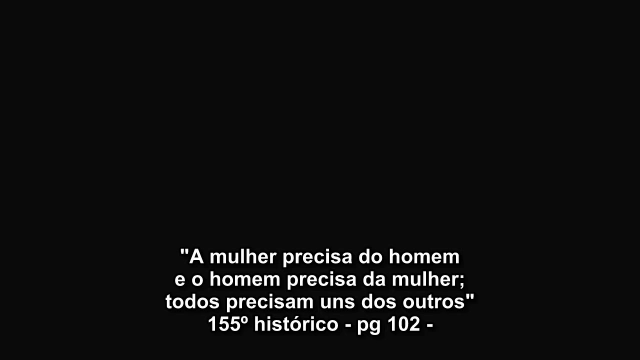 "A mulher precisa do homem
e o homem precisa da mulher;
todos precisam uns dos outros"
155º histórico - pg 102 -